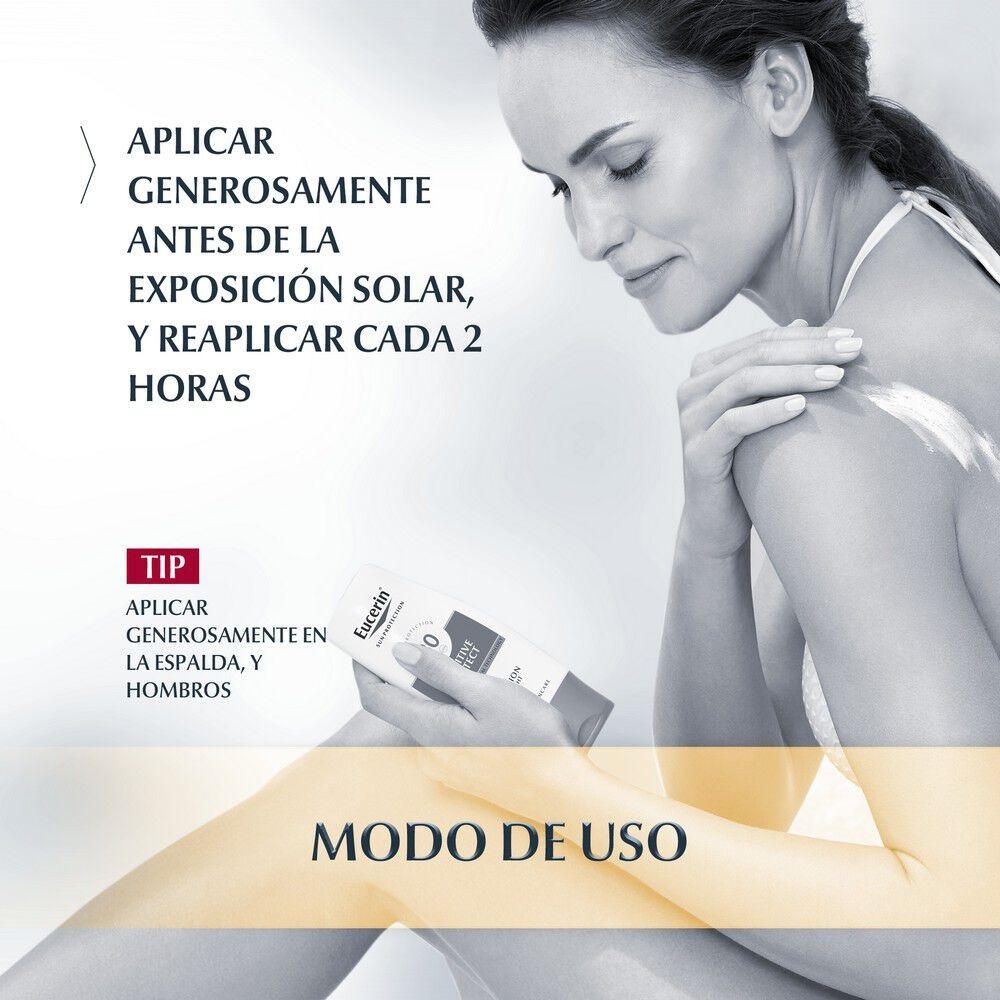 APLICAR
GENEROSAMENTE
ANTES DE LA
EXPOSICIÓN SOLAR,
Y REAPLICAR CADA 2
HORAS
TIP
APLICAR
GENEROSAMENTE EN
LA ESPALDA, Y
HOMBROS
Eucerin
SUN PROTECTION
MODO DE USO